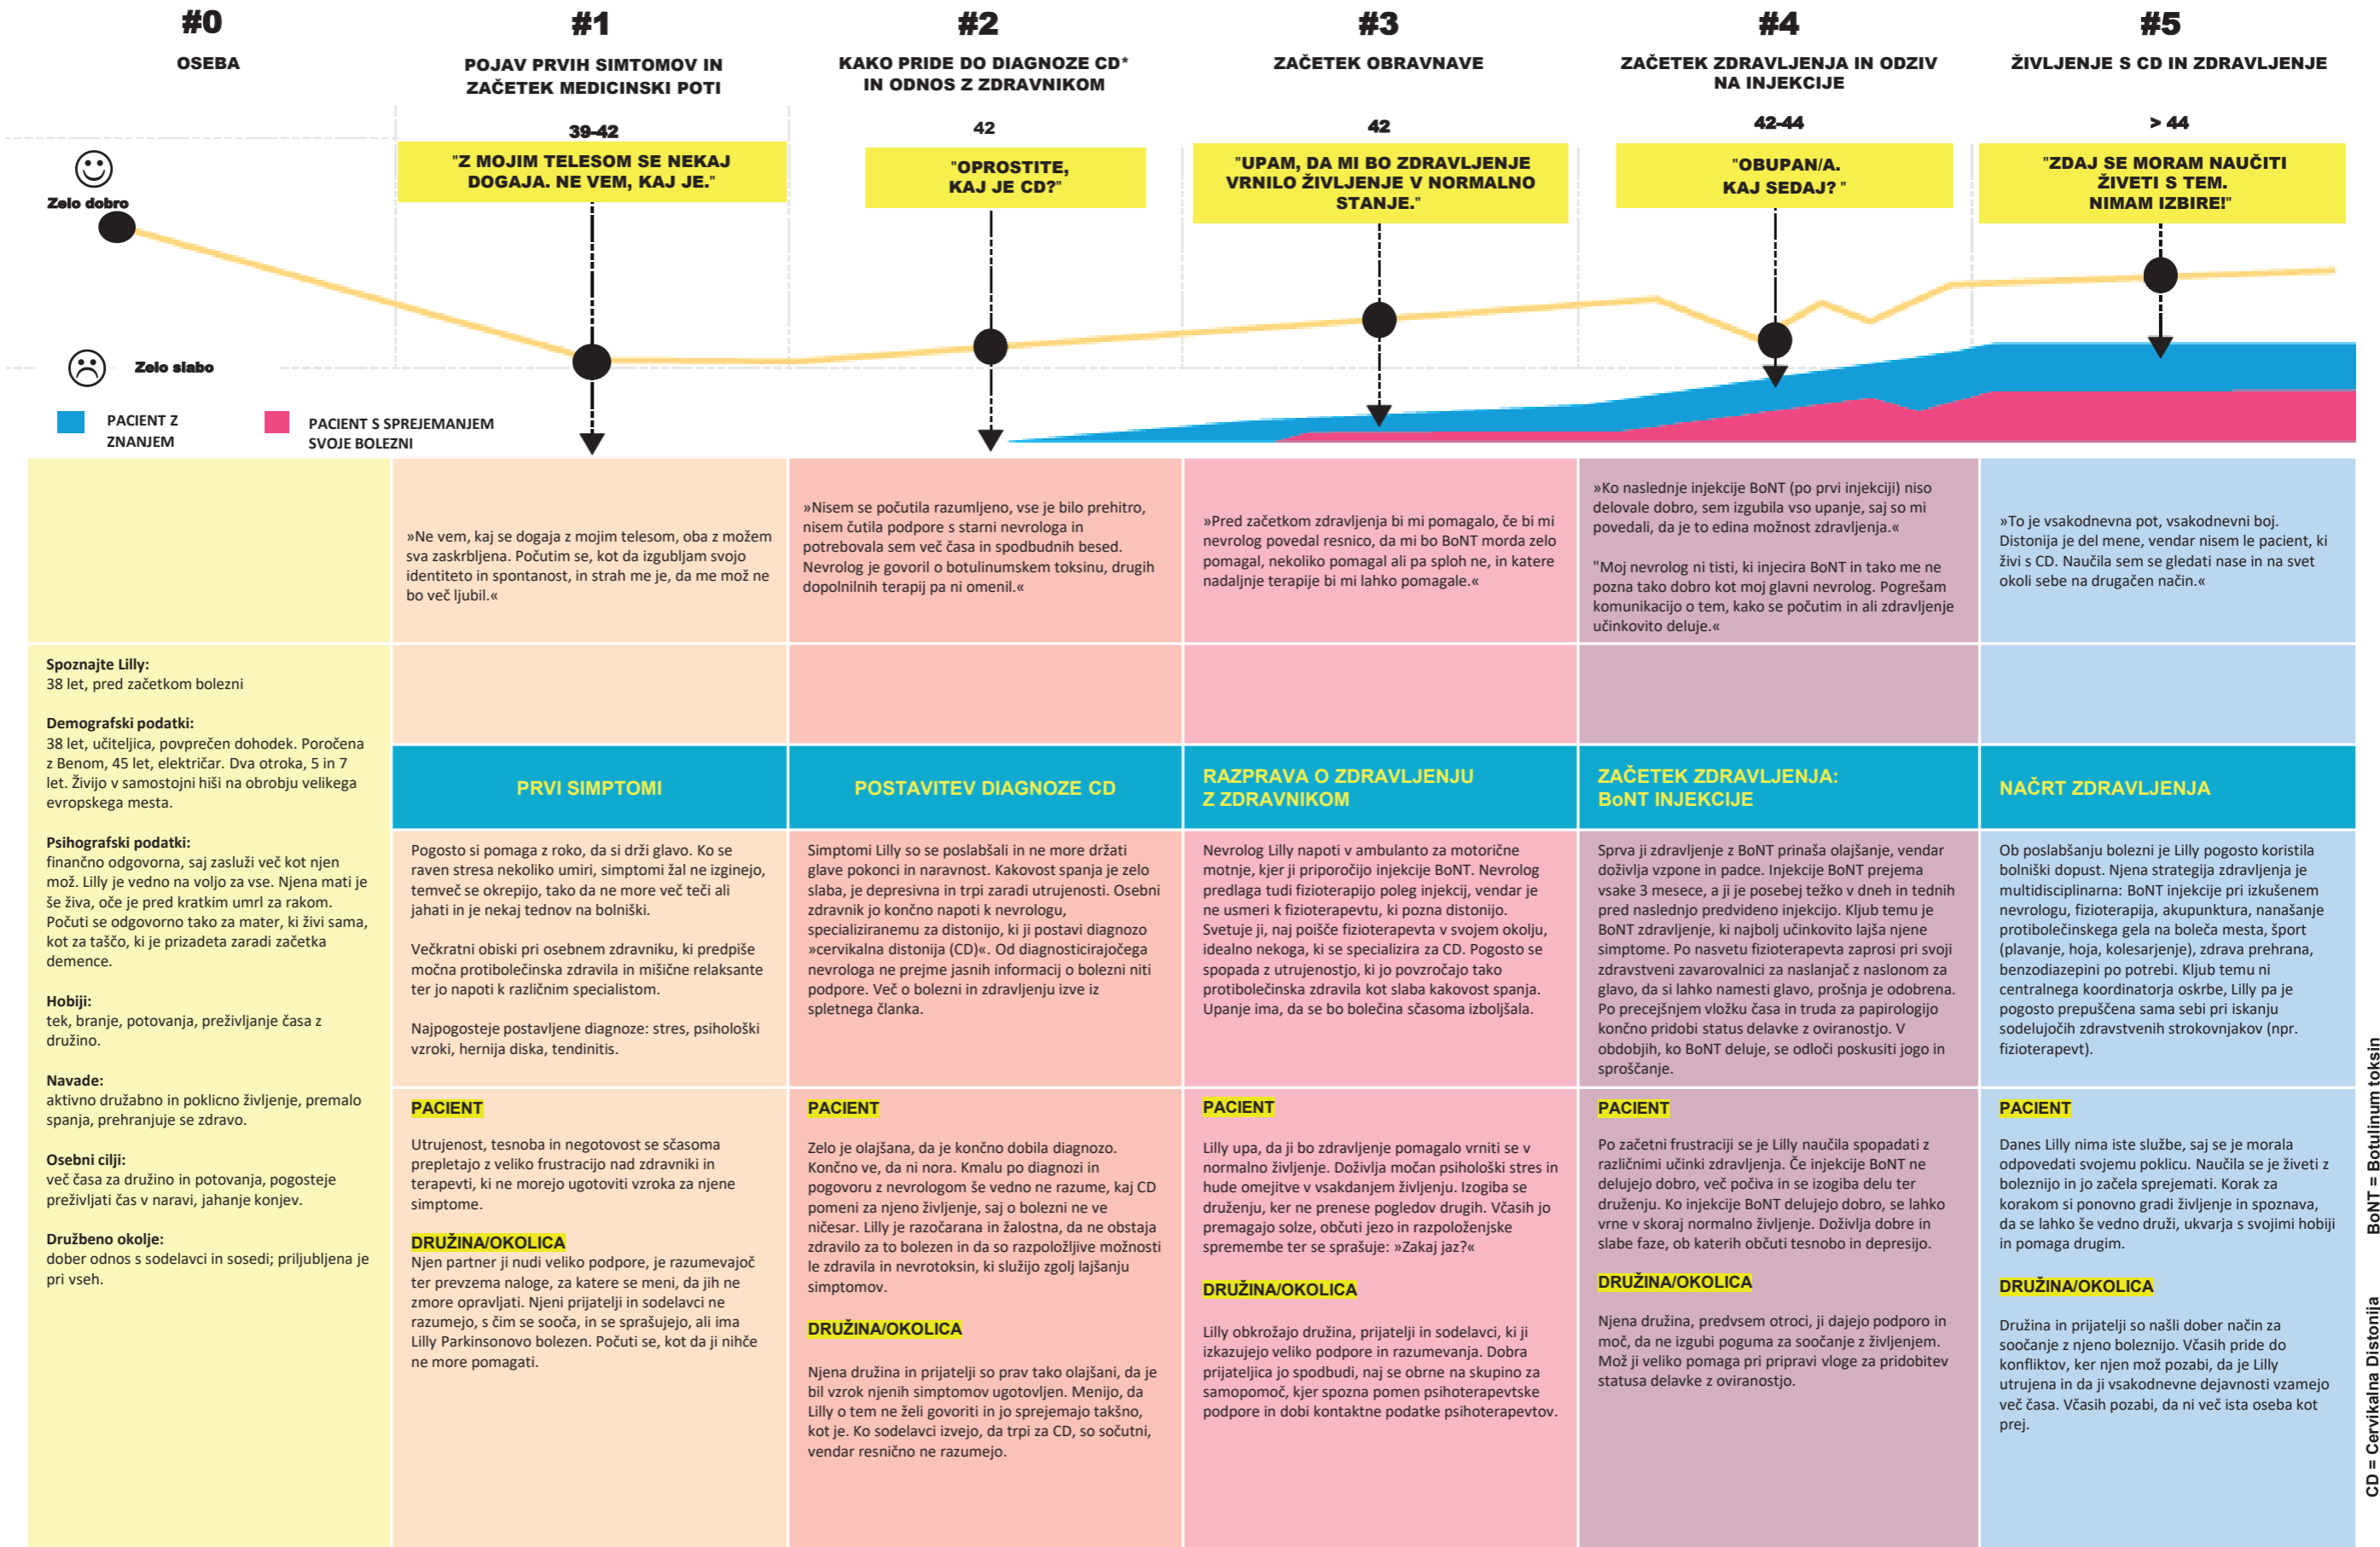 #0
OSEBA
#1
POJAV PRVIH SIMTOMOV IN
ZAČETEK MEDICINSKI POTI
39-42
#2
KAKO PRIDE DO DIAGNOZE CD*
IN ODNOS Z ZDRAVNIKOM
42
#3
ZAČETEK OBRAVNAVE
42
#4
ZAČETEK ZDRAVLJENJA IN ODZIV
NA INJEKCIJE
42-44
#5
ŽIVLJENJE S CD IN ZDRAVLJENJE
> 44
Zelo dobro
"Z MOJIM TELESOM SE NEKAJ
DOGAJA. NE VEM, KAJ JE."
"OPROSTITE,
KAJ JE CD?"
"UPAM, DA MI BO ZDRAVLJENJE
VRNILO ŽIVLJENJE V NORMALNO
STANJE."
"OBUPAN/A.
KAJ SEDAJ? "
"ZDAJ SE MORAM NAUČITI
ŽIVETI S TEM.
NIMAM IZBIRE!"
Zelo slabo
PACIENT Z
ZNANJEM
PACIENT S SPREJEMANJEM
SVOJE BOLEZNI
»Ne vem, kaj se dogaja z mojim telesom, oba z možem
sva zaskrbljena. Počutim se, kot da izgubljam svojo
identiteto in spontanost, in strah me je, da me mož ne
bo več ljubil.«
»Nisem se počutila razumljeno, vse je bilo prehitro,
nisem čutila podpore s starni nevrologa in
potrebovala sem več časa in spodbudnih besed.
Nevrolog je govoril o botulinumskem toksinu, drugih
dopolnilnih terapij pa ni omenil.«
»Pred začetkom zdravljenja bi mi pomagalo, če bi mi
nevrolog povedal resnico, da mi bo BoNT morda zelo
pomagal, nekoliko pomagal ali pa sploh ne, in katere
nadaljnje terapije bi mi lahko pomagale.«
»Ko naslednje injekcije BoNT (po prvi injekciji) niso
delovale dobro, sem izgubila vso upanje, saj so mi
povedali, da je to edina možnost zdravljenja.«
"Moj nevrolog ni tisti, ki injecira BoNT in tako me ne
pozna tako dobro kot moj glavni nevrolog. Pogrešam
komunikacijo o tem, kako se počutim in ali zdravljenje
učinkovito deluje.«
»To je vsakodnevna pot, vsakodnevni boj.
Distonija je del mene, vendar nisem le pacient, ki
živi s CD. Naučila sem se gledati nase in na svet
okoli sebe na drugačen način.«
Spoznajte Lilly:
38 let, pred začetkom bolezni
Demografski podatki:
38 let, učiteljica, povprečen dohodek. Poročena
z Benom, 45 let, električar. Dva otroka, 5 in 7
let. Živijo v samostojni hiši na obrobju velikega
evropskega mesta.
Psihografski podatki:
finančno odgovorna, saj zasluži več kot njen
mož. Lilly je vedno na voljo za vse. Njena mati je
še živa, oče je pred kratkim umrl za rakom.
Počuti se odgovorno tako za mater, ki živi sama,
kot za taščo, ki je prizadeta zaradi začetka
demence.
Hobiji:
tek, branje, potovanja, preživljanje časa z
družino.
Navade:
aktivno družabno in poklicno življenje, premalo
spanja, prehranjuje se zdravo.
Osebni cilji:
več časa za družino in potovanja, pogosteje
preživljati čas v naravi, jahanje konjev.
Družbeno okolje:
dober odnos s sodelavci in sosedi; priljubljena je
pri vseh.
PRVI SIMPTOMI
Pogosto si pomaga z roko, da si drži glavo. Ko se
raven stresa nekoliko umiri, simptomi žal ne izginejo,
temveč se okrepijo, tako da ne more več teči ali
jahati in je nekaj tednov na bolniški.
Večkratni obiski pri osebnem zdravniku, ki predpiše
močna protibolečinska zdravila in mišične relaksante
ter jo napoti k različnim specialistom.
Najpogosteje postavljene diagnoze: stres, psihološki
vzroki, hernija diska, tendinitis.
PACIENT
Utrujenost, tesnoba in negotovost se sčasoma
prepletajo z veliko frustracijo nad zdravniki in
terapevti, ki ne morejo ugotoviti vzroka za njene
simptome.
DRUŽINA/OKOLICA
Njen partner ji nudi veliko podpore, je razumevajoč
ter prevzema naloge, za katere se meni, da jih ne
zmore opravljati. Njeni prijatelji in sodelavci ne
razumejo, s čim se sooča, in se sprašujejo, ali ima
Lilly Parkinsonovo bolezen. Počuti se, kot da ji nihče
ne more pomagati.
POSTAVITEV DIAGNOZE CD
Simptomi Lilly so se poslabšali in ne more držati
glave pokonci in naravnost. Kakovost spanja je zelo
slaba, je depresivna in trpi zaradi utrujenosti. Osebni
zdravnik jo končno napoti k nevrologu,
specializiranemu za distonijo, ki ji postavi diagnozo
»cervikalna distonija (CD)«. Od diagnosticirajočega
nevrologa ne prejme jasnih informacij o bolezni niti
podpore. Več o bolezni in zdravljenju izve iz
spletnega članka.
PACIENT
Zelo je olajšana, da je končno dobila diagnozo.
Končno ve, da ni nora. Kmalu po diagnozi in
pogovoru z nevrologom še vedno ne razume, kaj CD
pomeni za njeno življenje, saj o bolezni ne ve
ničesar. Lilly je razočarana in žalostna, da ne obstaja
zdravilo za to bolezen in da so razpoložljive možnosti
le zdravila in nevrotoksin, ki služijo zgolj lajšanju
simptomov.
DRUŽINA/OKOLICA
Njena družina in prijatelji so prav tako olajšani, da je
bil vzrok njenih simptomov ugotovljen. Menijo, da
Lilly o tem ne želi govoriti in jo sprejemajo takšno,
kot je. Ko sodelavci izvejo, da trpi za CD, so sočutni,
vendar resnično ne razumejo.
RAZPRAVA O ZDRAVLJENJU
Z ZDRAVNIKOM
Nevrolog Lilly napoti v ambulanto za motorične
motnje, kjer ji priporočijo injekcije BoNT. Nevrolog
predlaga tudi fizioterapijo poleg injekcij, vendar je
ne usmeri k fizioterapevtu, ki pozna distonijo.
Svetuje ji, naj poišče fizioterapevta v svojem okolju,
idealno nekoga, ki se specializira za CD. Pogosto se
spopada z utrujenostjo, ki jo povzročajo tako
protibolečinska zdravila kot slaba kakovost spanja.
Upanje ima, da se bo bolečina sčasoma izboljšala.
PACIENT
Lilly upa, da ji bo zdravljenje pomagalo vrniti se v
normalno življenje. Doživlja močan psihološki stres in
hude omejitve v vsakdanjem življenju. Izogiba se
druženju, ker ne prenese pogledov drugih. Včasih jo
premagajo solze, občuti jezo in razpoloženjske
spremembe ter se sprašuje: »Zakaj jaz?«
DRUŽINA/OKOLICA
Lilly obkrožajo družina, prijatelji in sodelavci, ki ji
izkazujejo veliko podpore in razumevanja. Dobra
prijateljica jo spodbudi, naj se obrne na skupino za
samopomoč, kjer spozna pomen psihoterapevtske
podpore in dobi kontaktne podatke psihoterapevtov.
ZAČETEK ZDRAVLJENJA:
BoNT INJEKCIJE
Sprva ji zdravljenje z BoNT prinaša olajšanje, vendar
doživlja vzpone in padce. Injekcije BoNT prejema
vsake 3 mesece, a ji je posebej težko v dneh in tednih
pred naslednjo predvideno injekcijo. Kljub temu je
BoNT zdravljenje, ki najbolj učinkovito lajša njene
simptome. Po nasvetu fizioterapevta zaprosi pri svoji
zdravstveni zavarovalnici za naslanjač z naslonom za
glavo, da si lahko namesti glavo, prošnja je odobrena.
Po precejšnjem vložku časa in truda za papirologijo
končno pridobi status delavke z oviranostjo. V
obdobjih, ko BoNT deluje, se odloči poskusiti jogo in
sproščanje.
PACIENT
Po začetni frustraciji se je Lilly naučila spopadati z
različnimi učinki zdravljenja. Če injekcije BoNT ne
delujejo dobro, več počiva in se izogiba delu ter
druženju. Ko injekcije BoNT delujejo dobro, se lahko
vrne v skoraj normalno življenje. Doživlja dobre in
slabe faze, ob katerih občuti tesnobo in depresijo.
DRUŽINA/OKOLICA
Njena družina, predvsem otroci, ji dajejo podporo in
moč, da ne izgubi poguma za soočanje z življenjem.
Mož ji veliko pomaga pri pripravi vloge za pridobitev
statusa delavke z oviranostjo.
NAČRT ZDRAVLJENJA
Ob poslabšanju bolezni je Lilly pogosto koristila
bolniški dopust. Njena strategija zdravljenja je
multidisciplinarna: BoNT injekcije pri izkušenem
nevrologu, fizioterapija, akupunktura, nanašanje
protibolečinskega gela na boleča mesta, šport
(plavanje, hoja, kolesarjenje), zdrava prehrana,
benzodiazepini po potrebi. Kljub temu ni
centralnega koordinatorja oskrbe, Lilly pa je
pogosto prepuščena sama sebi pri iskanju
sodelujočih zdravstvenih strokovnjakov (npr.
fizioterapevt).
PACIENT
Danes Lilly nima iste službe, saj se je morala
odpovedati svojemu poklicu. Naučila se je živeti z
boleznijo in jo začela sprejemati. Korak za
korakom si ponovno gradi življenje in spoznava,
da se lahko še vedno druži, ukvarja s svojimi hobiji
in pomaga drugim.
DRUŽINA/OKOLICA
Družina in prijatelji so našli dober način za
soočanje z njeno boleznijo. Včasih pride do
konfliktov, ker njen mož pozabi, da je Lilly
utrujena in da ji vsakodnevne dejavnosti vzamejo
več časa. Včasih pozabi, da ni več ista oseba kot
prej.
CD = Cervikalna Distonija
BoNT = Botulinum toksin